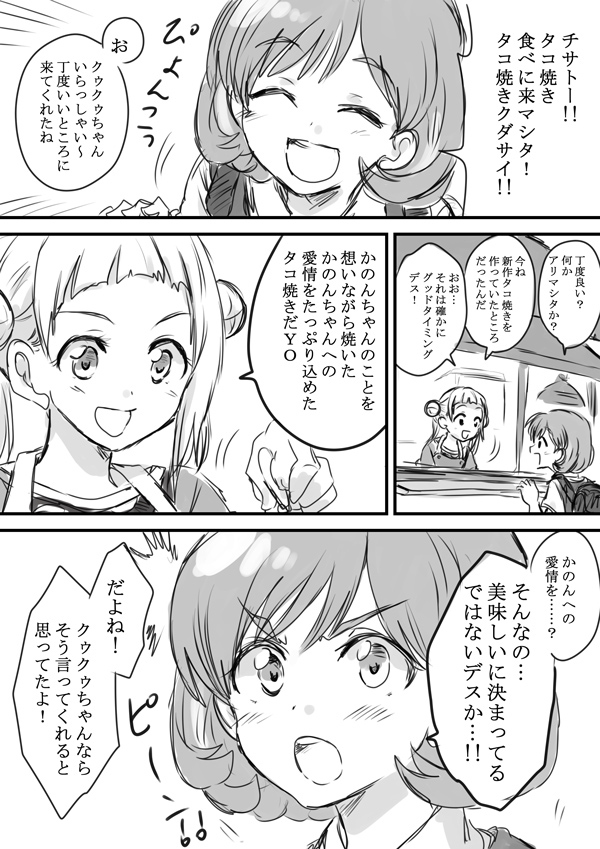 チサトー!!
タコ焼き
食べに来マシタ!
タコ焼きクダサイ!!
ぴょんっっ
お
クゥクゥちゃん
いらっしゃい〜
丁度いいところに
来てくれたね
丁度良い?
何か
アリマシタか?
今ね
新作タコ焼きを
作っていたところ
だったんだ
おお…
それは確かに
グッドタイミング
デス!
かのんちゃんのことを
想いながら焼いた
かのんちゃんへの
愛情をたっぷり込めた
タコ焼きだYO
かのんへの
愛情を……?
そんなの…
美味しいに決まってる
ではないデスか…!!
ピー!!
だよね!
クゥクゥちゃんなら
そう言ってくれると
思ってたよ!